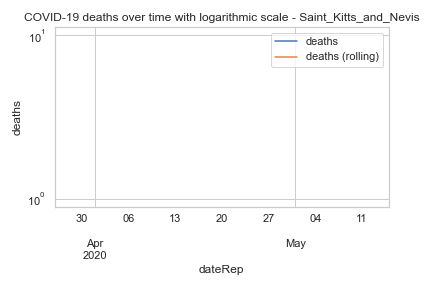 COVID-19 deaths over time with logarithmic scale - Saint_Kitts_and_Nevis
10¹
deaths
deaths (rolling)
deaths
10⁰
30 06 13 20 27 04 11
Apr May
2020
dateRep